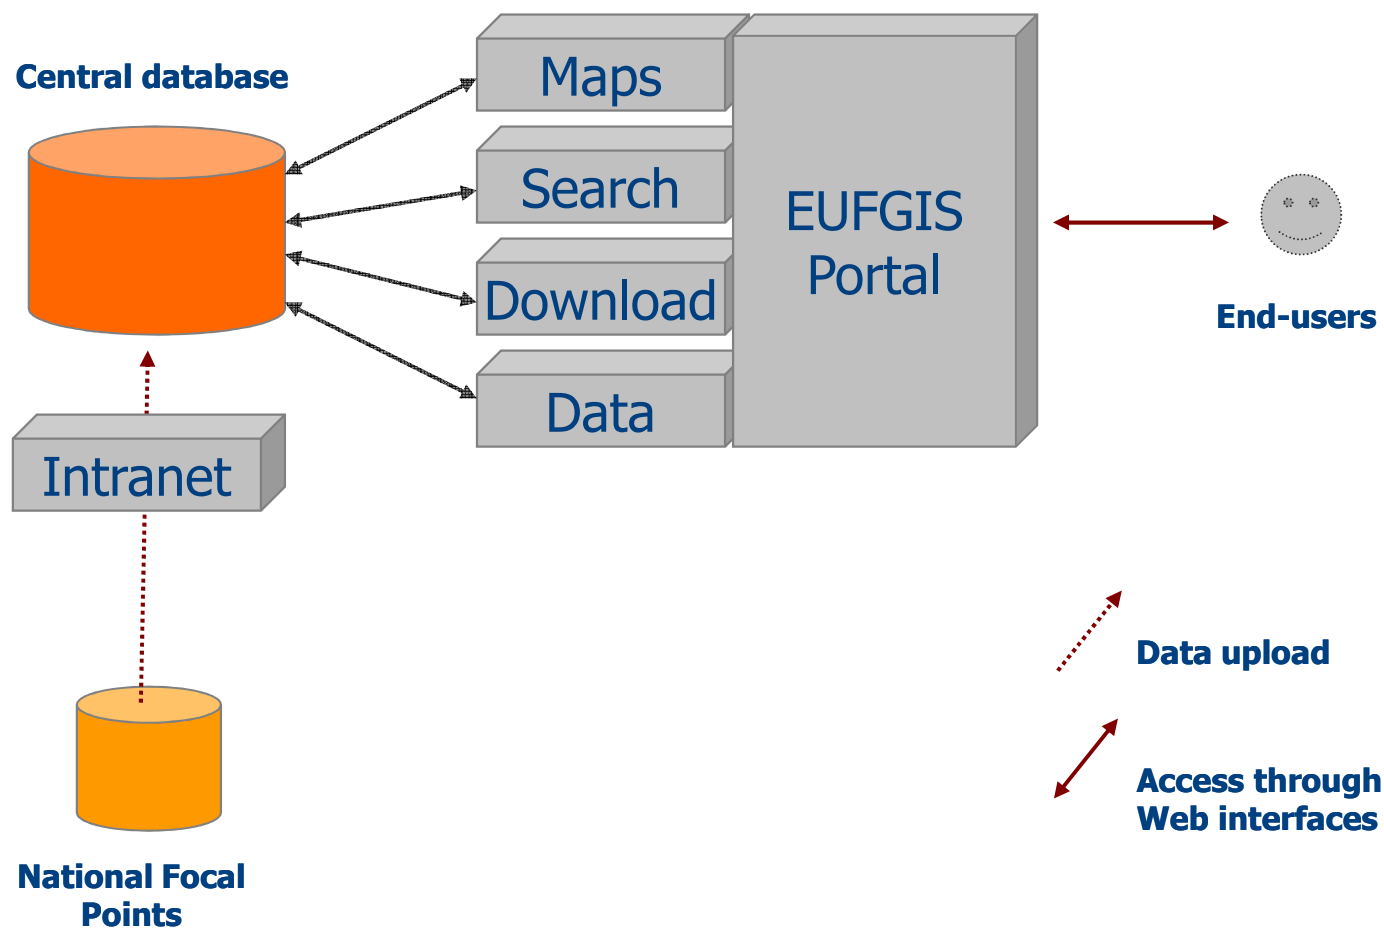 Central database
Maps
Search
Download
Data
EUFGIS
Portal
End-users
Intranet
National Focal
Points
Data upload
Access through
Web interfaces